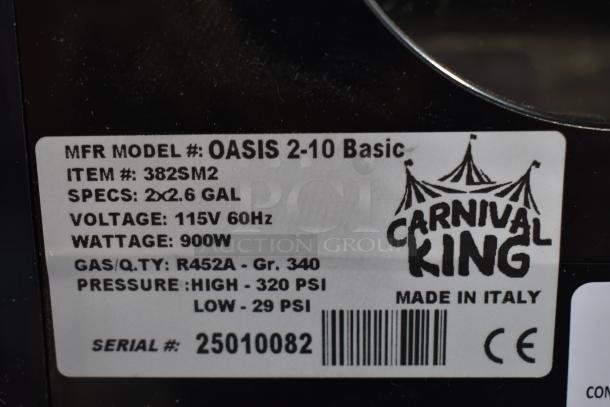 MFR MODEL #: OASIS 2-10 Basic
ITEM #: 382SM2
SPECS: 2x2.6 GAL
VOLTAGE: 115V 60Hz
WATTAGE: 900W
GAS/Q.TY: R452A - Gr. 340
PRESSURE :HIGH - 320 PSI
LOW - 29 PSI
SERIAL #: 25010082
CARNIVAL
KING
MADE IN ITALY
CE
PCI
AUCTION GROUP
CON